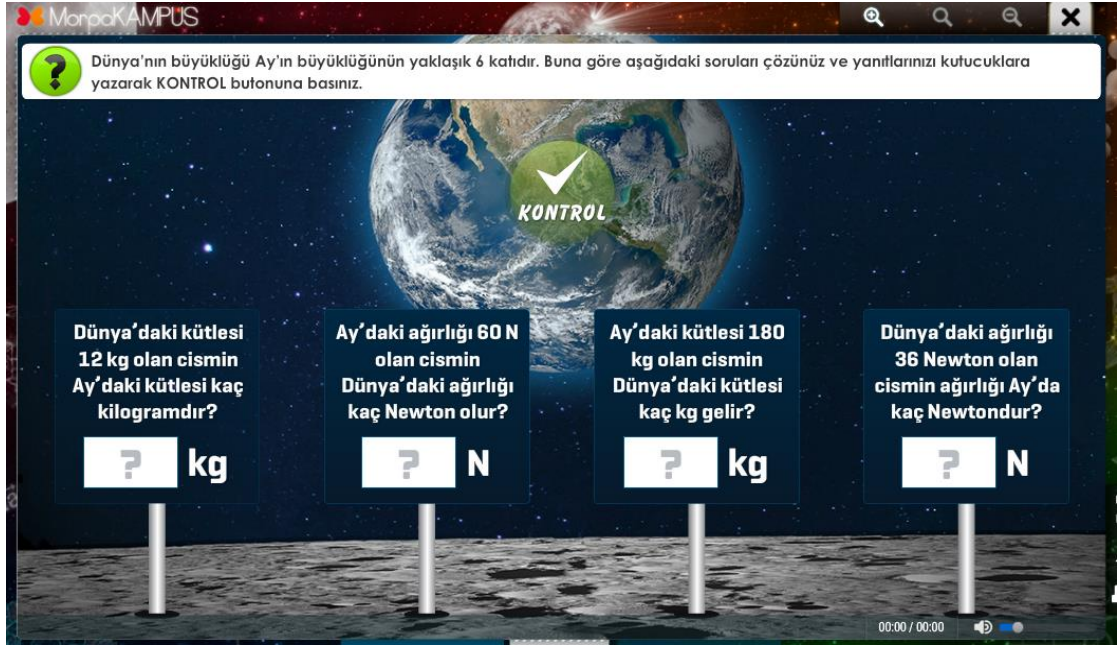 MorpaKAMPÜS
Dünya'nın büyüklüğü Ay'ın büyüklüğünün yaklaşık 6 katıdır. Buna göre aşağıdaki soruları çözünüz ve yanıtlarınızı kutucuklara
yazarak KONTROL butonuna basınız.
KONTROL
Dünya'daki kütlesi
12 kg olan cismin
Ay'daki kütlesi kaç
kilogramdır?
? kg
Ay'daki ağırlığı 60 N
olan cismin
Dünya'daki ağırlığı
kaç Newton olur?
? N
Ay'daki kütlesi 180
kg olan cismin
Dünya'daki kütlesi
kaç kg gelir?
? kg
Dünya'daki ağırlığı
36 Newton olan
cismin ağırlığı Ay'da
kaç Newtondur?
? N
00:00 / 00:00